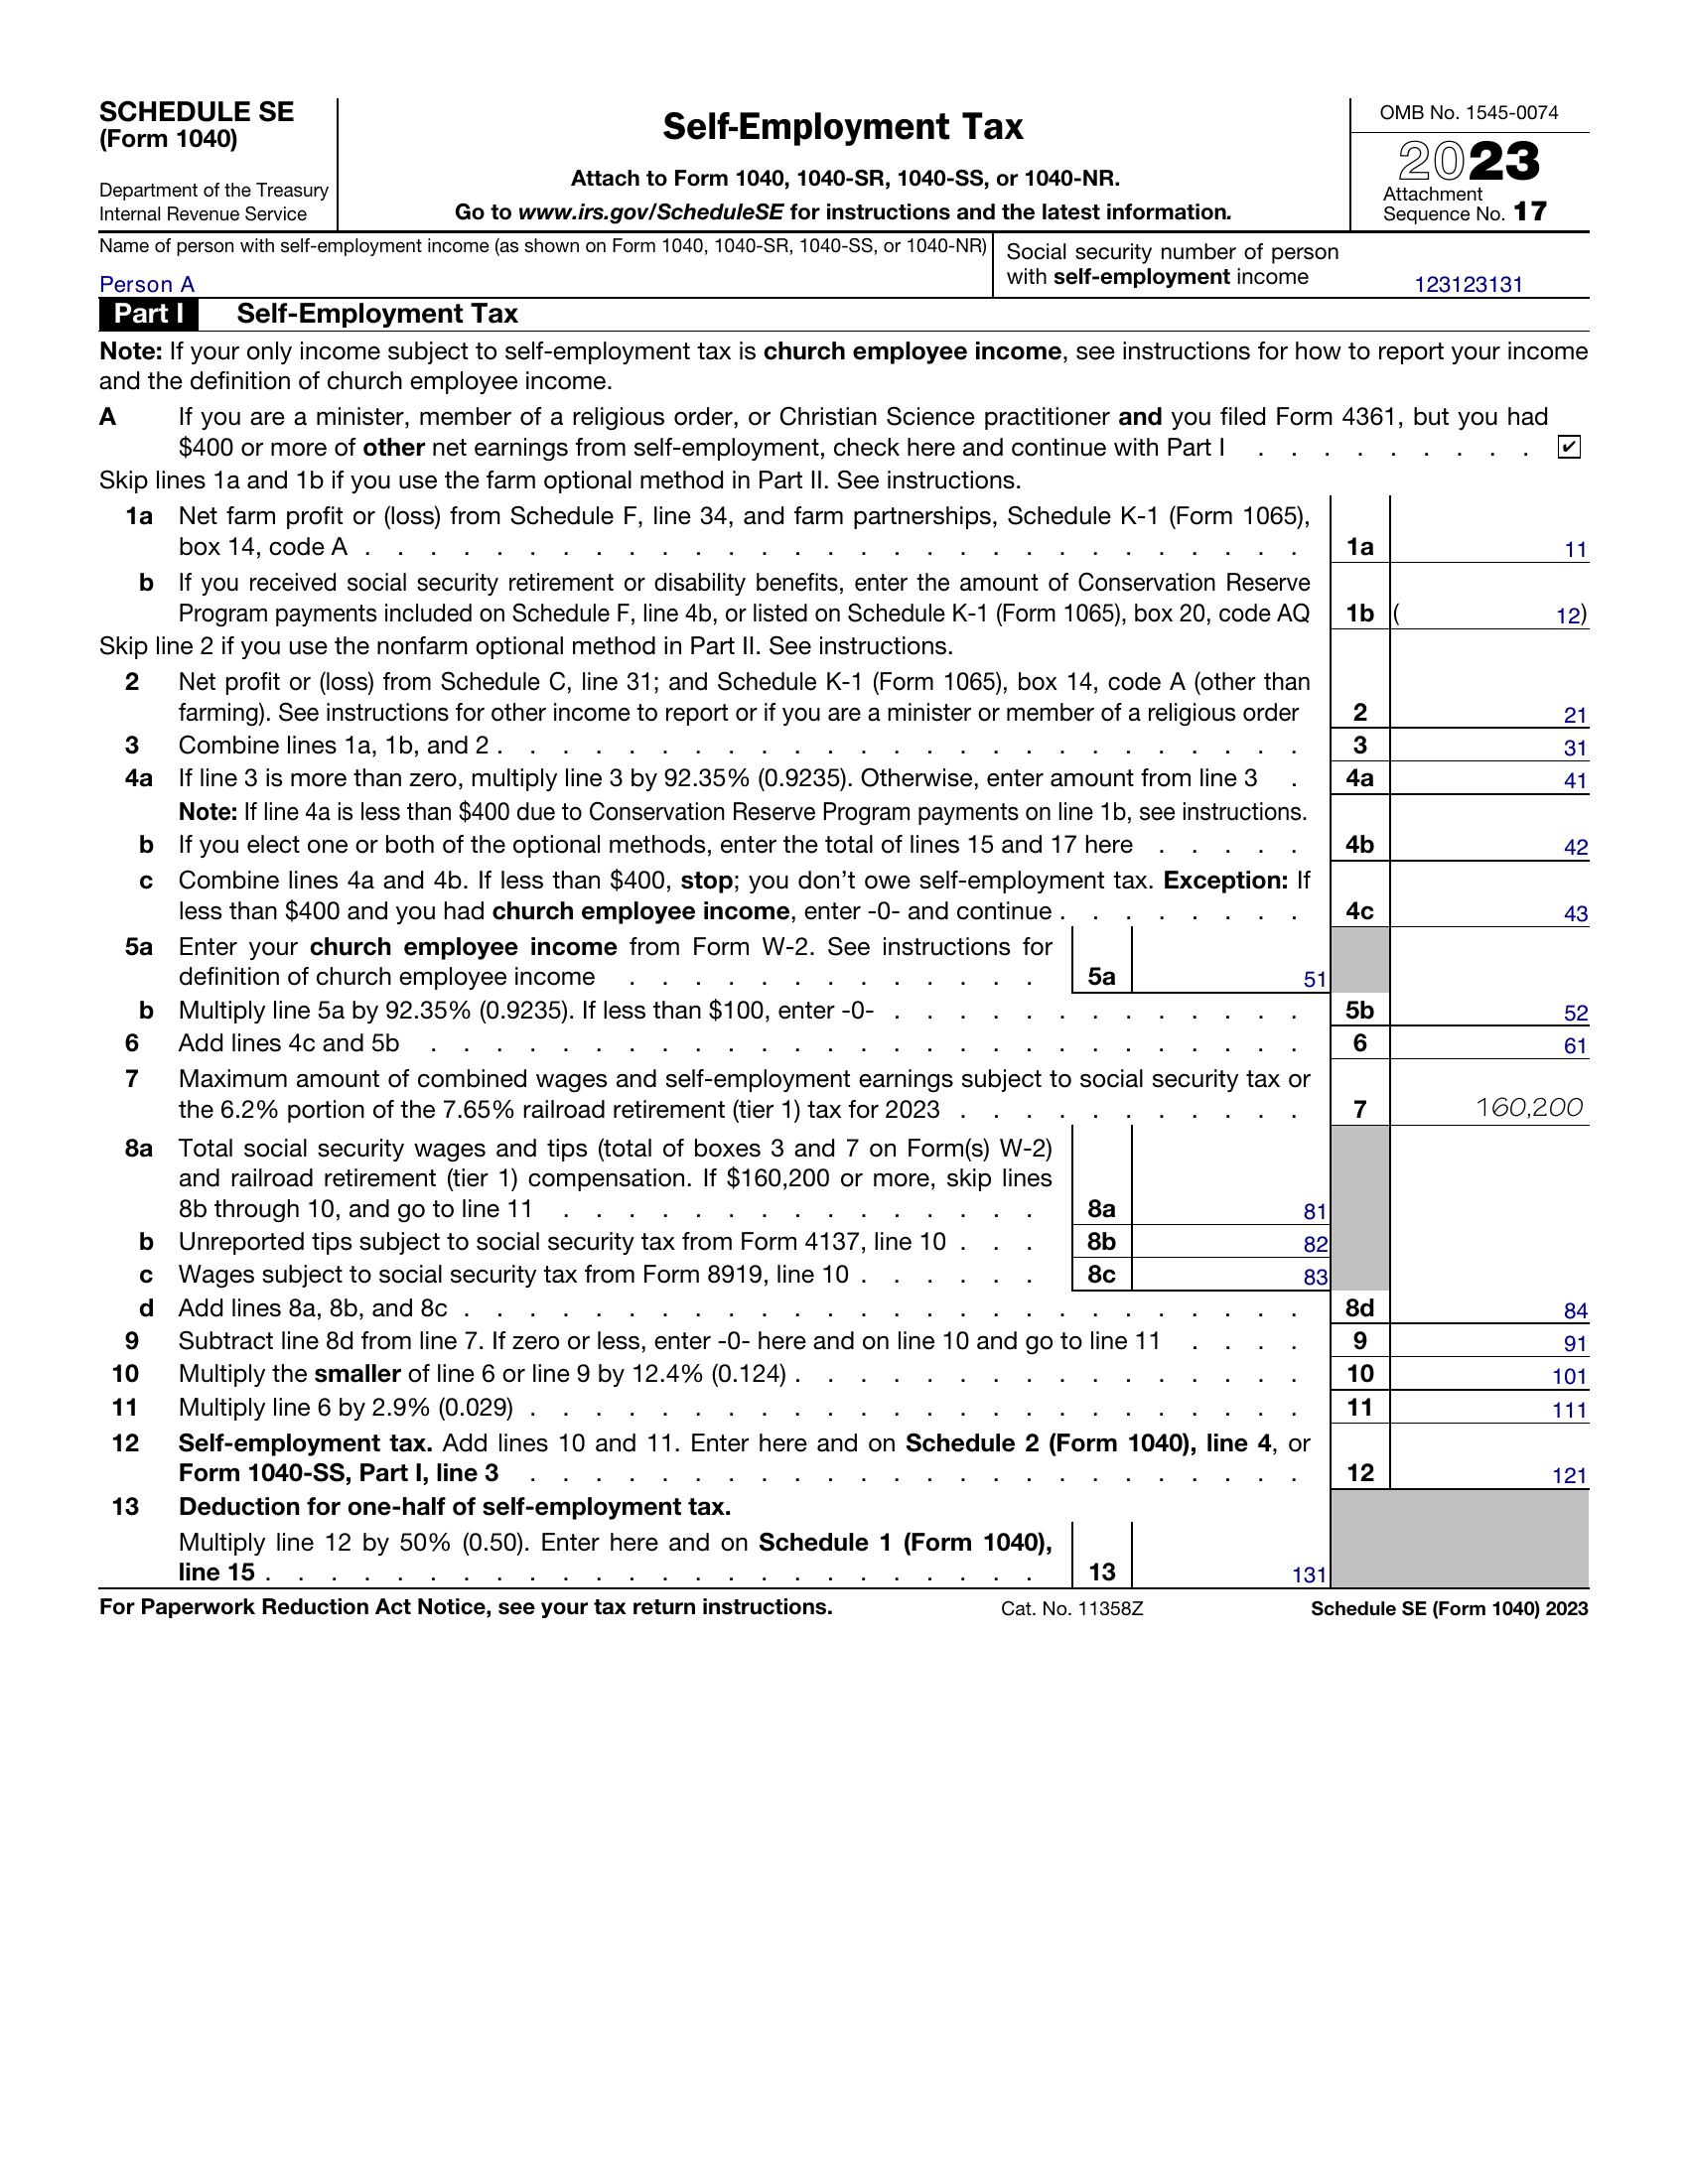 SCHEDULE SE
(Form 1040)
Department of the Treasury
Internal Revenue Service
Self-Employment Tax
Attach to Form 1040, 1040-SR, 1040-SS, or 1040-NR.
Go to www.irs.gov/ScheduleSE for instructions and the latest information.
OMB No. 1545-0074
2023
Attachment
Sequence No. 17
Name of person with self-employment income (as shown on Form 1040, 1040-SR, 1040-SS, or 1040-NR)
Person A
Social security number of person
with self-employment income 123123131
Part I Self-Employment Tax
Note: If your only income subject to self-employment tax is church employee income, see instructions for how to report your income
and the definition of church employee income.
A If you are a minister, member of a religious order, or Christian Science practitioner and you filed Form 4361, but you had
$400 or more of other net earnings from self-employment, check here and continue with Part I . . . . . . . . . ✔
Skip lines 1a and 1b if you use the farm optional method in Part II. See instructions.
1a Net farm profit or (loss) from Schedule F, line 34, and farm partnerships, Schedule K-1 (Form 1065),
box 14, code A . . . . . . . . . . . . . . . . . . . . . . . . . . . . . 1a 11
b If you received social security retirement or disability benefits, enter the amount of Conservation Reserve
Program payments included on Schedule F, line 4b, or listed on Schedule K-1 (Form 1065), box 20, code AQ 1b ( 12)
Skip line 2 if you use the nonfarm optional method in Part II. See instructions.
2 Net profit or (loss) from Schedule C, line 31; and Schedule K-1 (Form 1065), box 14, code A (other than
farming). See instructions for other income to report or if you are a minister or member of a religious order 2 21
3 Combine lines 1a, 1b, and 2 . . . . . . . . . . . . . . . . . . . . . . . . . 3 31
4a If line 3 is more than zero, multiply line 3 by 92.35% (0.9235). Otherwise, enter amount from line 3 . 4a 41
Note: If line 4a is less than $400 due to Conservation Reserve Program payments on line 1b, see instructions.
b If you elect one or both of the optional methods, enter the total of lines 15 and 17 here . . . . . 4b 42
c Combine lines 4a and 4b. If less than $400, stop; you don’t owe self-employment tax. Exception: If
less than $400 and you had church employee income, enter -0- and continue . . . . . . . . 4c 43
5a Enter your church employee income from Form W-2. See instructions for
definition of church employee income . . . . . . . . . . . . . 5a 51
b Multiply line 5a by 92.35% (0.9235). If less than $100, enter -0- . . . . . . . . . . . . . 5b 52
6 Add lines 4c and 5b . . . . . . . . . . . . . . . . . . . . . . . . . . . 6 61
7 Maximum amount of combined wages and self-employment earnings subject to social security tax or
the 6.2% portion of the 7.65% railroad retirement (tier 1) tax for 2023 . . . . . . . . . . . 7 160,200
8a Total social security wages and tips (total of boxes 3 and 7 on Form(s) W-2)
and railroad retirement (tier 1) compensation. If $160,200 or more, skip lines
8b through 10, and go to line 11 . . . . . . . . . . . . . . . 8a 81
b Unreported tips subject to social security tax from Form 4137, line 10 . . . 8b 82
c Wages subject to social security tax from Form 8919, line 10 . . . . . . 8c 83
d Add lines 8a, 8b, and 8c . . . . . . . . . . . . . . . . . . . . . . . . . . 8d 84
9 Subtract line 8d from line 7. If zero or less, enter -0- here and on line 10 and go to line 11 . . . . 9 91
10 Multiply the smaller of line 6 or line 9 by 12.4% (0.124) . . . . . . . . . . . . . . . . 10 101
11 Multiply line 6 by 2.9% (0.029) . . . . . . . . . . . . . . . . . . . . . . . . 11 111
12 Self-employment tax. Add lines 10 and 11. Enter here and on Schedule 2 (Form 1040), line 4, or
Form 1040-SS, Part I, line 3 . . . . . . . . . . . . . . . . . . . . . . . . 12 121
13 Deduction for one-half of self-employment tax.
Multiply line 12 by 50% (0.50). Enter here and on Schedule 1 (Form 1040),
line 15 . . . . . . . . . . . . . . . . . . . . . . . . 13 131
For Paperwork Reduction Act Notice, see your tax return instructions. Cat. No. 11358Z Schedule SE (Form 1040) 2023